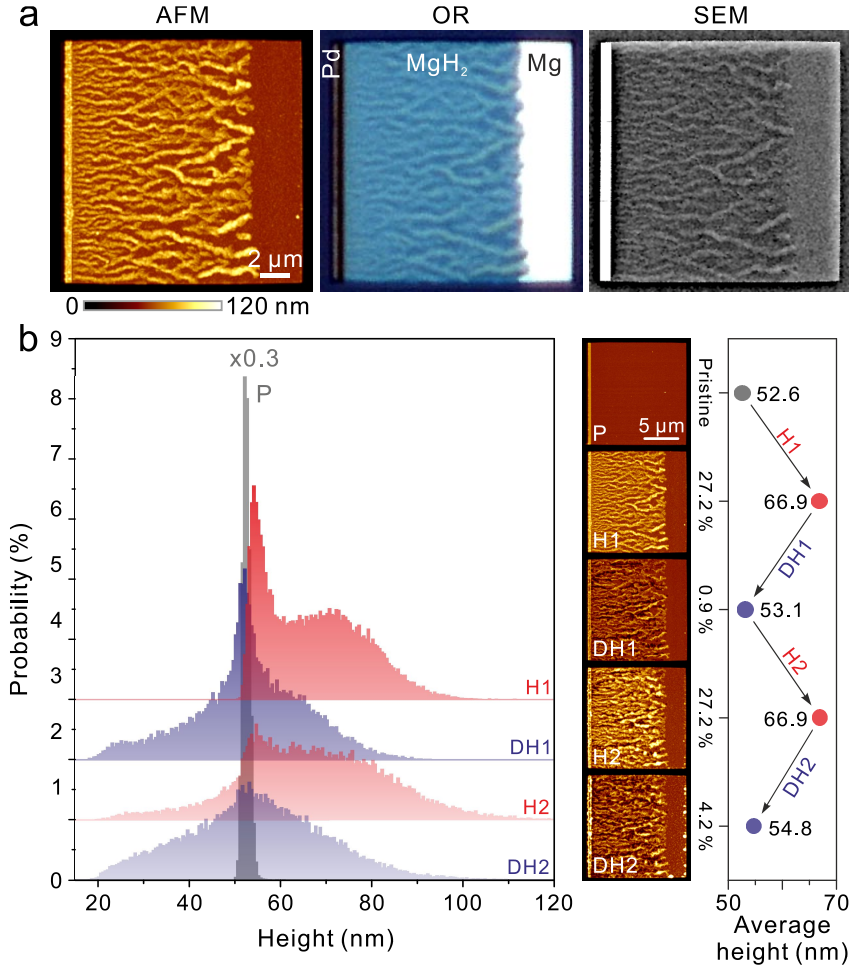 a
AFM
OR
SEM
Pd
MgH₂
Mg
2 μm
0
120 nm
b
Probability (%)
9
8
7
6
5
4
3
2
1
0
x0.3
P
H1
DH1
H2
DH2
20
40
60
80
100
120
Height (nm)
P
5 μm
H1
DH1
H2
DH2
Pristine
27.2 %
0.9 %
27.2 %
4.2 %
52.6
H1
66.9
DH1
53.1
H2
66.9
DH2
54.8
50
70
Average
height (nm)